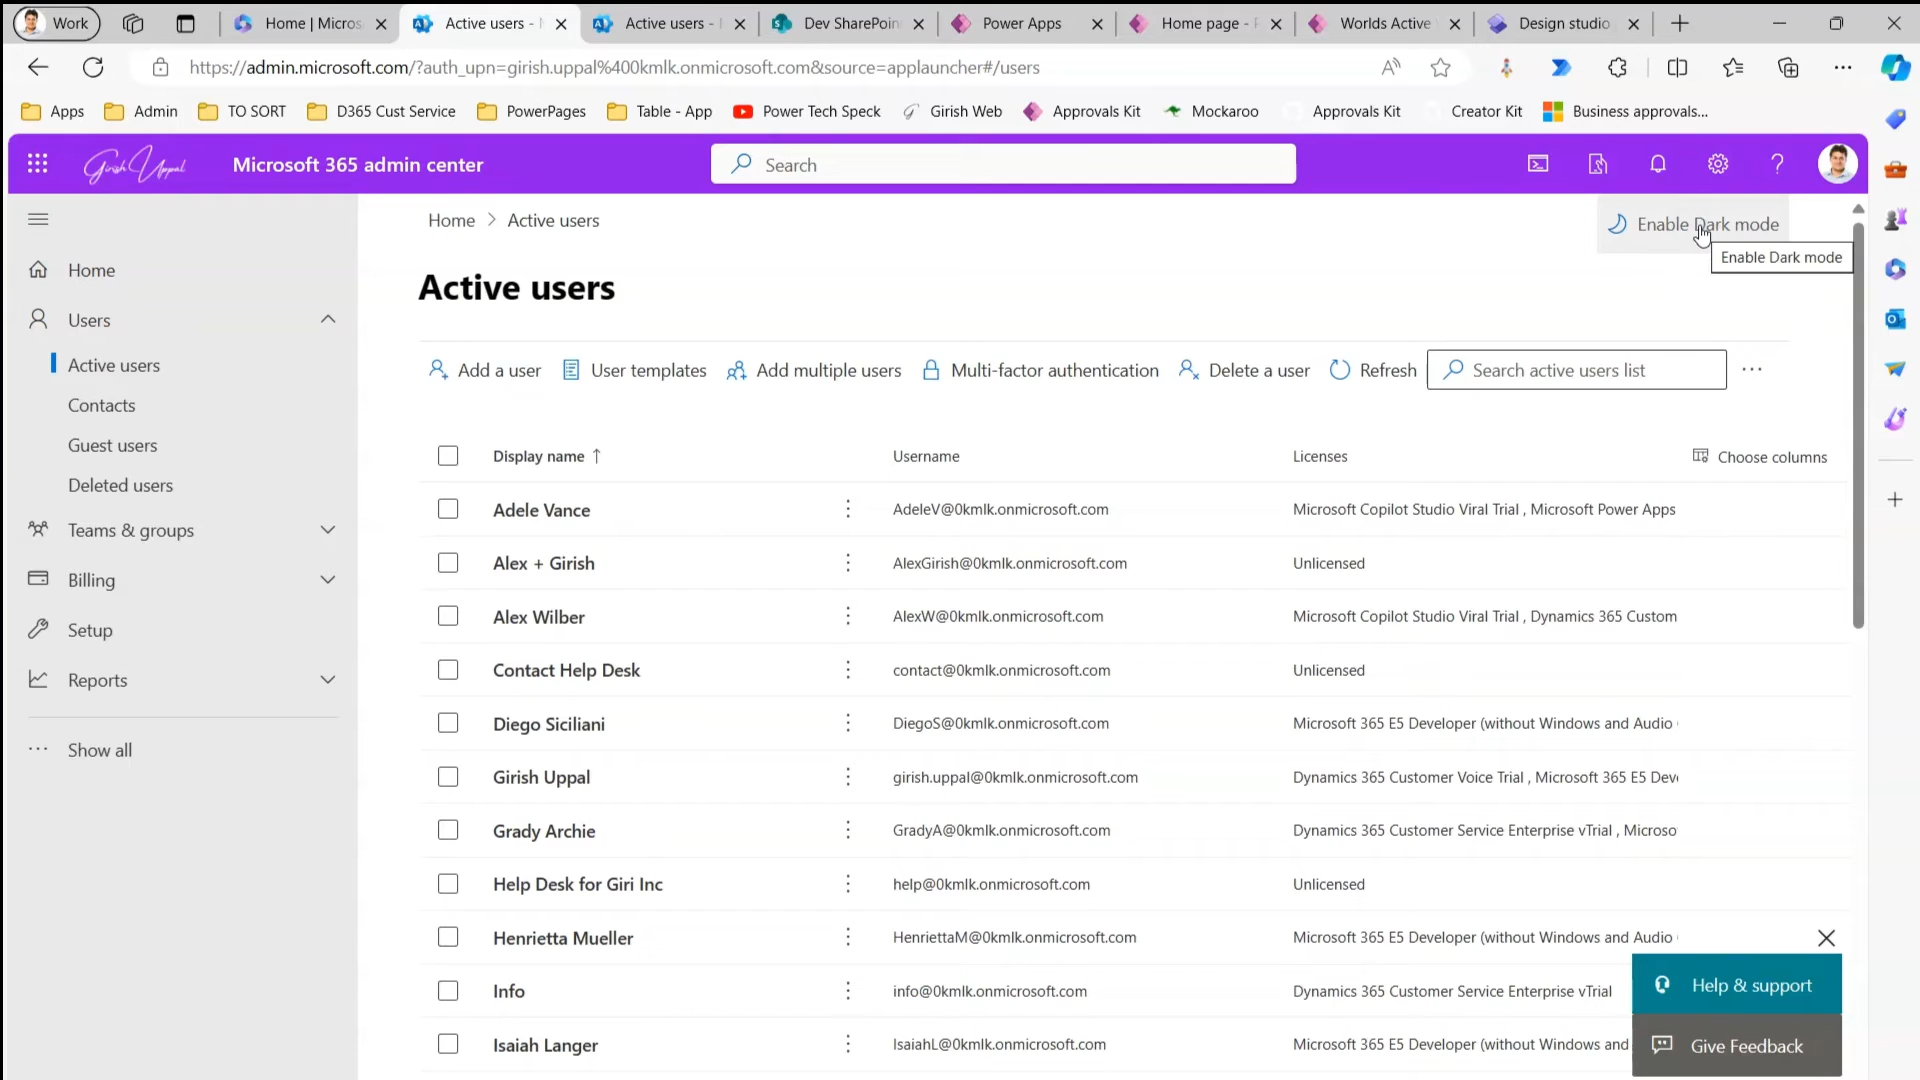 Work
Home | Micros
Active users -
Active users -
Dev SharePoin
Power Apps
Home page -
Worlds Active
Design studio
https://admin.microsoft.com/?auth_upn=girish.uppal%400kmlk.onmicrosoft.com&source=applauncher#/users
Apps
Admin
TO SORT
D365 Cust Service
PowerPages
Table - App
Power Tech Speck
Girish Web
Approvals Kit
Mockaroo
Approvals Kit
Creator Kit
Business approvals...
Girish Uppal
Microsoft 365 admin center
Search
Home > Active users
Enable Dark mode
Enable Dark mode
Home
Users
Active users
Contacts
Guest users
Deleted users
Teams & groups
Billing
Setup
Reports
Show all
Active users
Add a user
User templates
Add multiple users
Multi-factor authentication
Delete a user
Refresh
Search active users list
Display name ↑ Username Licenses Choose columns
Adele Vance AdeleV@0kmlk.onmicrosoft.com Microsoft Copilot Studio Viral Trial , Microsoft Power Apps
Alex + Girish AlexGirish@0kmlk.onmicrosoft.com Unlicensed
Alex Wilber AlexW@0kmlk.onmicrosoft.com Microsoft Copilot Studio Viral Trial , Dynamics 365 Custom
Contact Help Desk contact@0kmlk.onmicrosoft.com Unlicensed
Diego Siciliani DiegoS@0kmlk.onmicrosoft.com Microsoft 365 E5 Developer (without Windows and Audio
Girish Uppal girish.uppal@0kmlk.onmicrosoft.com Dynamics 365 Customer Voice Trial , Microsoft 365 E5 Deve
Grady Archie GradyA@0kmlk.onmicrosoft.com Dynamics 365 Customer Service Enterprise vTrial , Microso
Help Desk for Giri Inc help@0kmlk.onmicrosoft.com Unlicensed
Henrietta Mueller HenriettaM@0kmlk.onmicrosoft.com Microsoft 365 E5 Developer (without Windows and Audio
Info info@0kmlk.onmicrosoft.com Dynamics 365 Customer Service Enterprise vTrial
Isaiah Langer IsaiahL@0kmlk.onmicrosoft.com Microsoft 365 E5 Developer (without Windows and
Help & support
Give Feedback